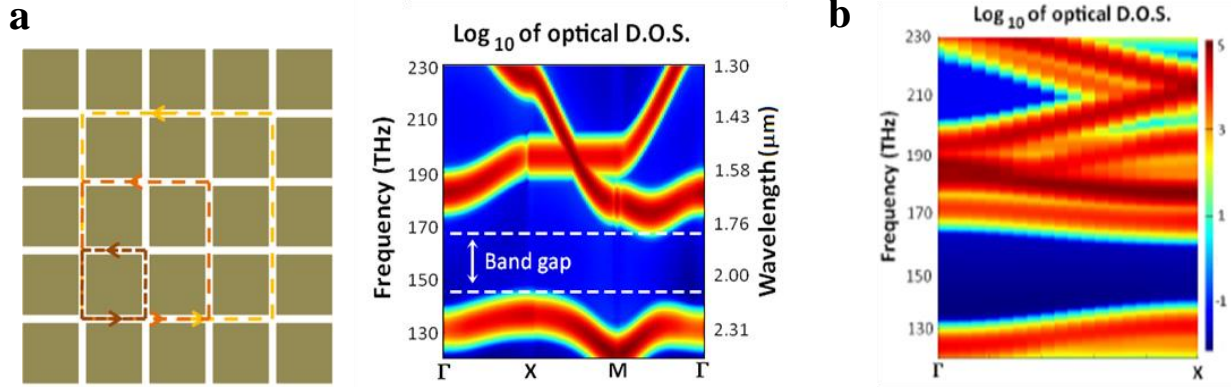 a
Log 10 of optical D.O.S.
230
210
190
170
150
130
Frequency (THz)
Γ
X
M
Γ
Band gap
1.30
1.43
1.58
1.76
2.00
2.31
Wavelength (μm)
b
Log 10 of optical D.O.S.
230
210
190
170
150
130
Frequency (THz)
Γ
X
5
3
1
-1